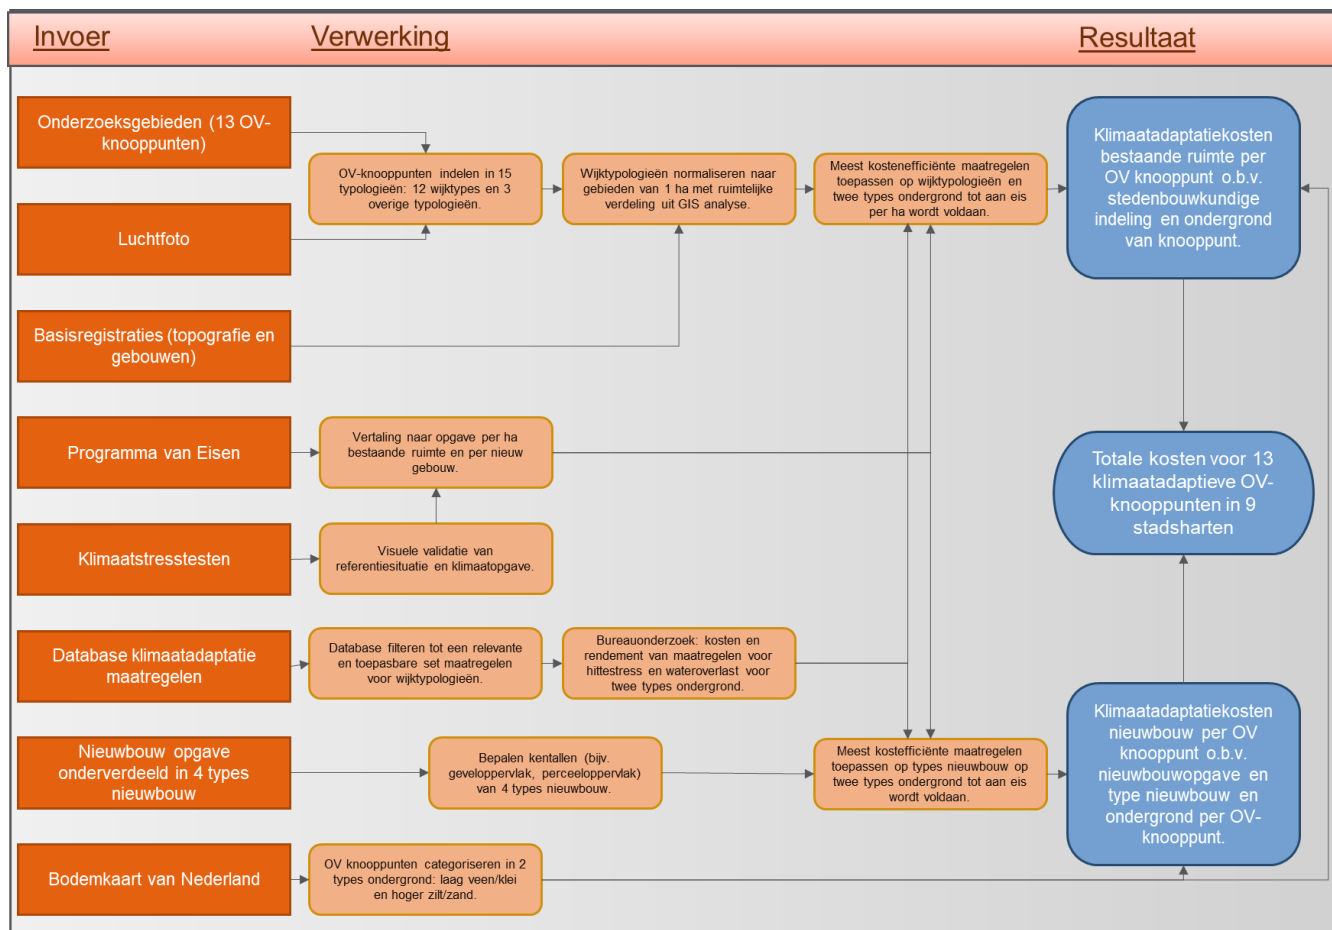 Invoer
Verwerking
Resultaat
Onderzoeksgebieden (13 OV-
knooppunten)
Luchtfoto
Basisregistraties (topografie en
gebouwen)
Programma van Eisen
Klimaatstresstesten
Database klimaatadaptatie
maatregelen
Nieuwbouw opgave
onderverdeeld in 4 types
nieuwbouw
Bodemkaart van Nederland
OV-knooppunten indelen in 15
typologieën: 12 wijktypes en 3
overige typologieën.
Wijktypologieën normaliseren naar
gebieden van 1 ha met ruimtelijke
verdeling uit GIS analyse.
Meest kostenefficiënte maatregelen
toepassen op wijktypologieën en
twee types ondergrond tot aan eis
per ha wordt voldaan.
Vertaling naar opgave per ha
bestaande ruimte en per nieuw
gebouw.
Visuele validatie van
referentiesituatie en klimaatopgave.
Database filteren tot een relevante
en toepasbare set maatregelen
voor wijktypologieën.
Bureauonderzoek: kosten en
rendement van maatregelen voor
hittestress en wateroverlast voor
twee types ondergrond.
Bepalen kentallen (bijv.
geveloppervlak, perceeloppervlak)
van 4 types nieuwbouw.
Meest kostefficiënte maatregelen
toepassen op types nieuwbouw op
twee types ondergrond tot aan eis
wordt voldaan.
OV knooppunten categoriseren in 2
types ondergrond: laag veen/klei
en hoger zilt/zand.
Klimaatadaptatiekosten
bestaande ruimte per
OV knooppunt o.b.v.
stedenbouwkundige
indeling en ondergrond
van knooppunt.
Totale kosten voor 13
klimaatadaptieve OV-
knooppunten in 9
stadsharten
Klimaatadaptatiekosten
nieuwbouw per OV
knooppunt o.b.v.
nieuwbouwopgave en
type nieuwbouw en
ondergrond per OV-
knooppunt.